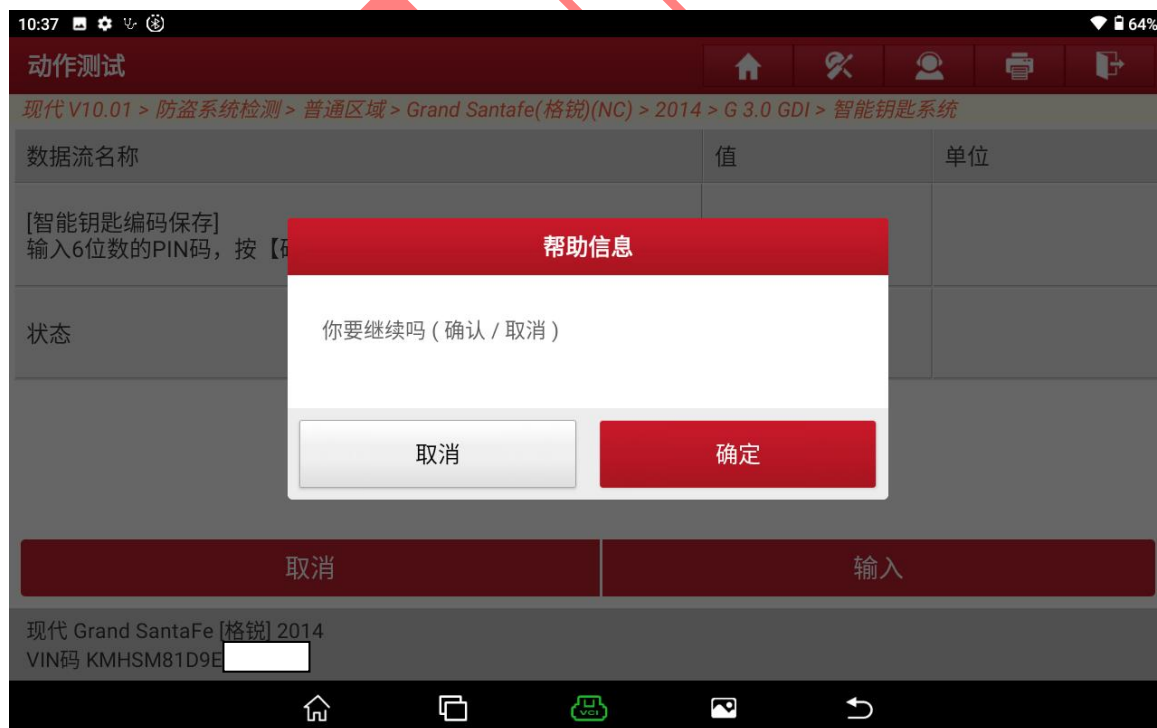 10:37
64%
动作测试
现代 V10.01 > 防盗系统检测 > 普通区域 > Grand Santafe(格锐)(NC) > 2014 > G 3.0 GDI > 智能钥匙系统
数据流名称 值 单位
[智能钥匙编码保存]
输入6位数的PIN码，按【
帮助信息
状态
你要继续吗 ( 确认 / 取消 )
取消 确定
取消 输入
现代 Grand SantaFe [格锐] 2014
VIN码 KMHSM81D9E
VCI